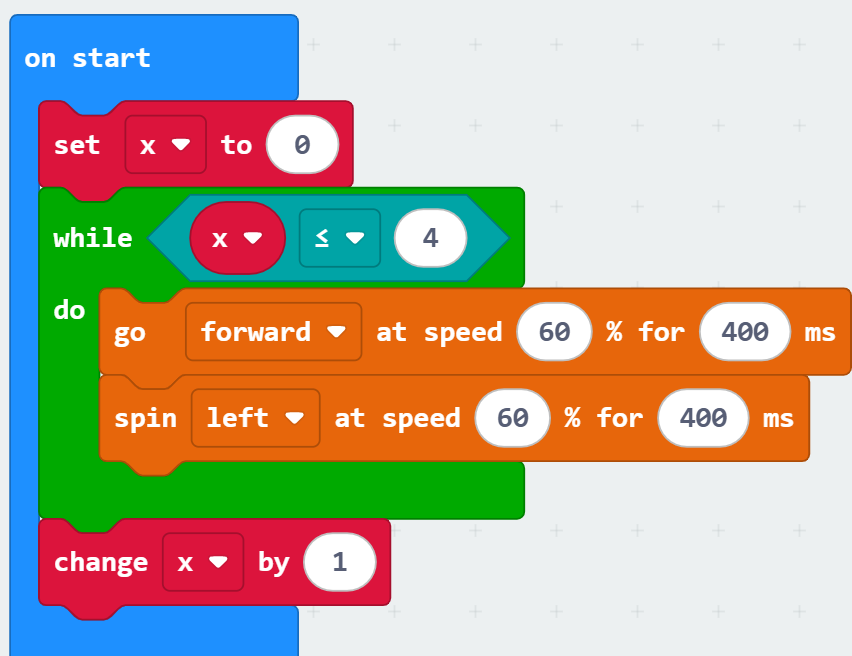 on start
set x to 0
while x ≤ 4
do
go forward at speed 60 % for 400 ms
spin left at speed 60 % for 400 ms
change x by 1